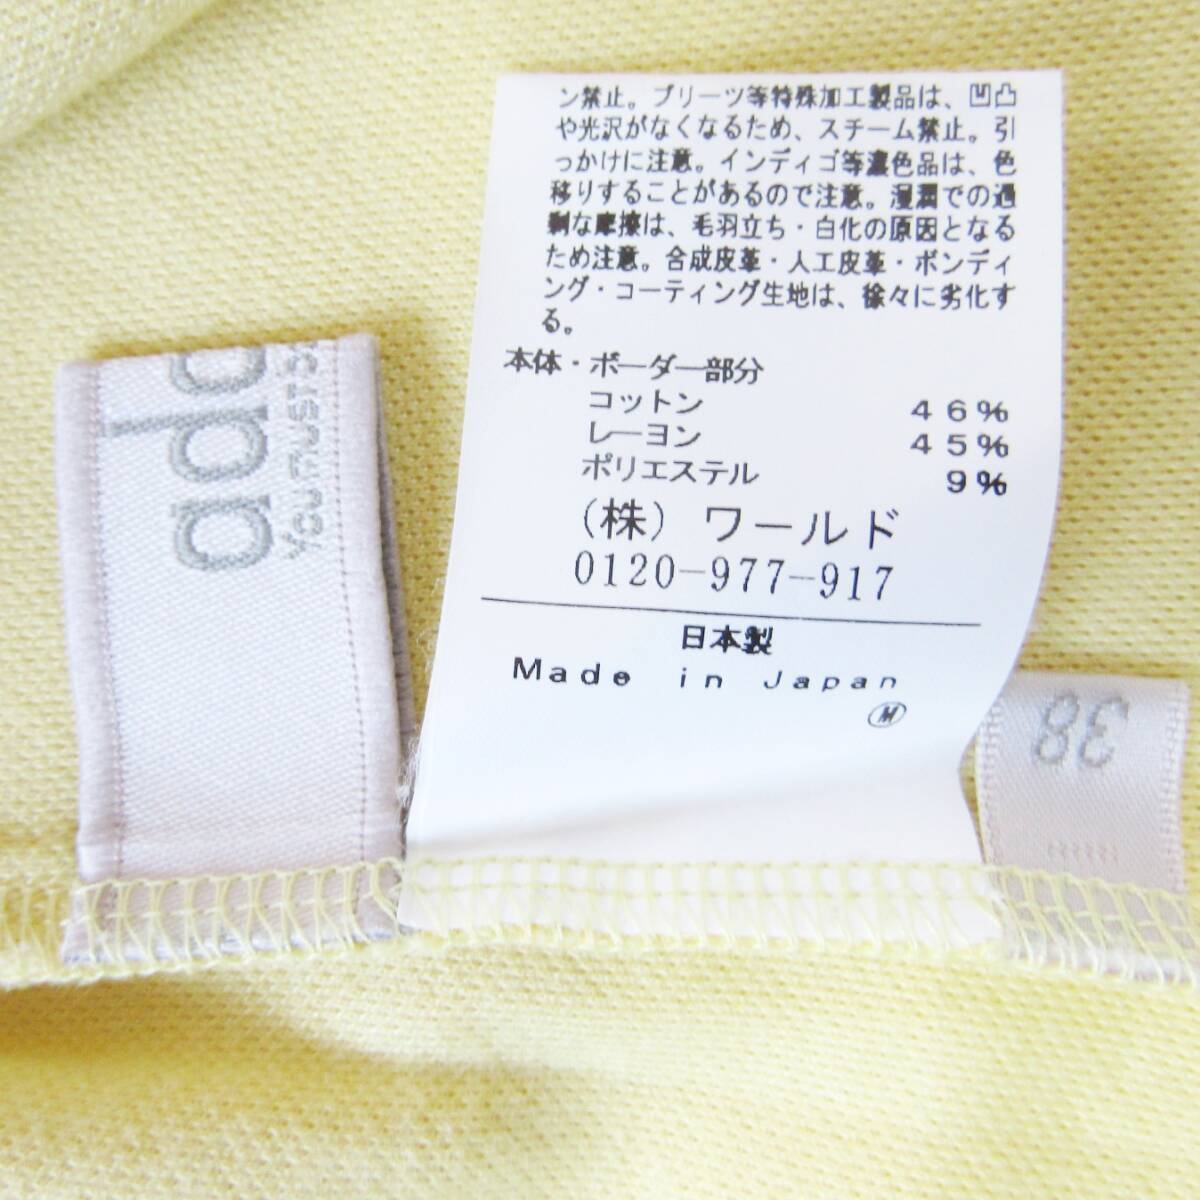 ン禁止。プリーツ等特殊加工製品は、凹凸
や光沢がなくなるため、スチーム禁止。引
っかけに注意。インディゴ等濃色品は、色
移りすることがあるので注意。湿潤での過
剰な摩擦は、毛羽立ち・白化の原因となる
ため注意。合成皮革・人工皮革・ボンディ
ング・コーティング生地は、徐々に劣化す
る。
本体・ボーダー部分
コットン 46%
レーヨン 45%
ポリエステル 9%
(株) ワールド
0120-977-917
日本製
Made in Japan
M
YOU MUST
38